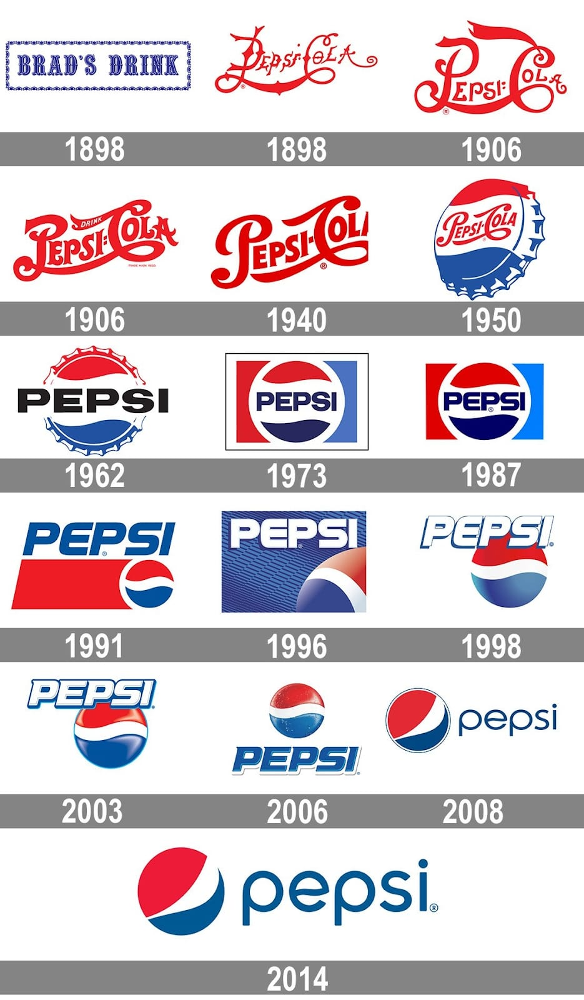 BRAD'S DRINK
PEPSI-COLA
®
PEPSI:COLA
®
1898
1898
1906
DRINK
PEPSI:COLA
TRADE MARK REGD.
PEPSI-COLA
®
PEPSI:COLA
®
1906
1940
1950
PEPSI
PEPSI
PEPSI
®
1962
1973
1987
PEPSI
®
PEPSI
®
PEPSI
®
1991
1996
1998
PEPSI
®
PEPSI
®
pepsi
2003
2006
2008
pepsi
®
2014